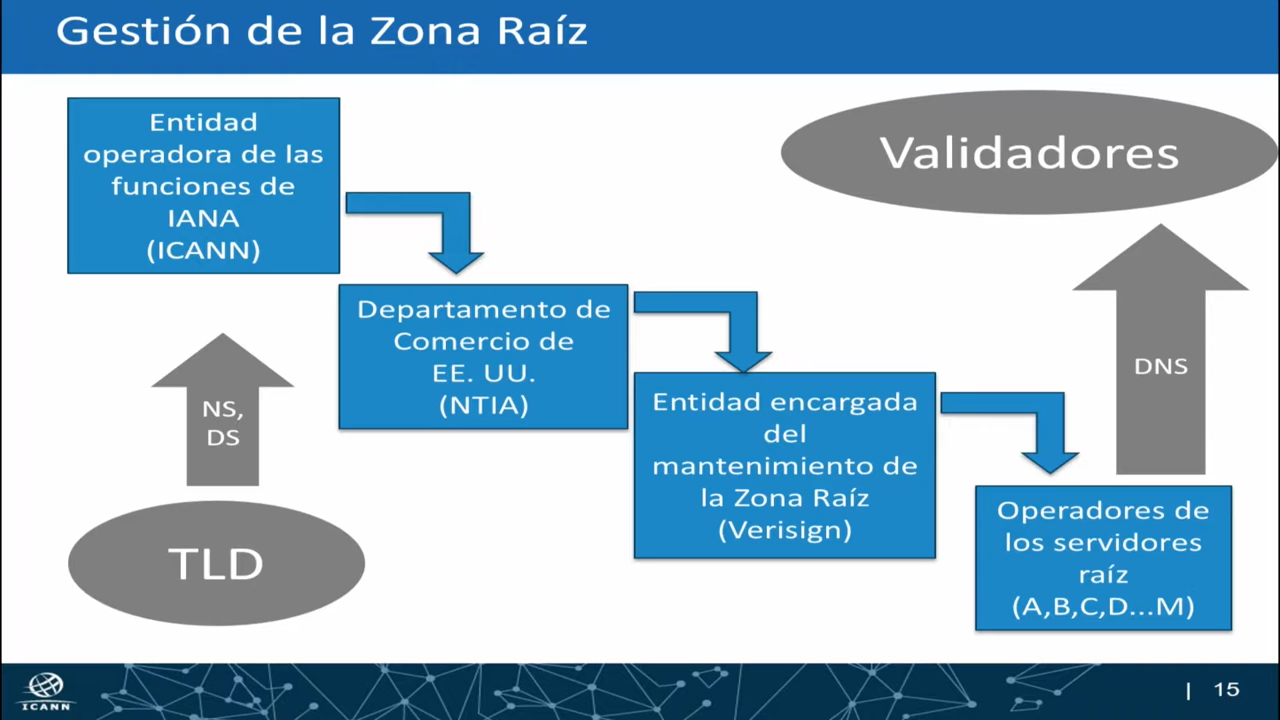 Gestión de la Zona Raíz
Entidad
operadora de las
funciones de
IANA
(ICANN)
Validadores
Departamento de
Comercio de
EE. UU.
(NTIA)
NS,
DS
DNS
Entidad encargada
del
mantenimiento de
la Zona Raíz
(Verisign)
TLD
Operadores de
los servidores
raíz
(A,B,C,D...M)
ICANN
| 15